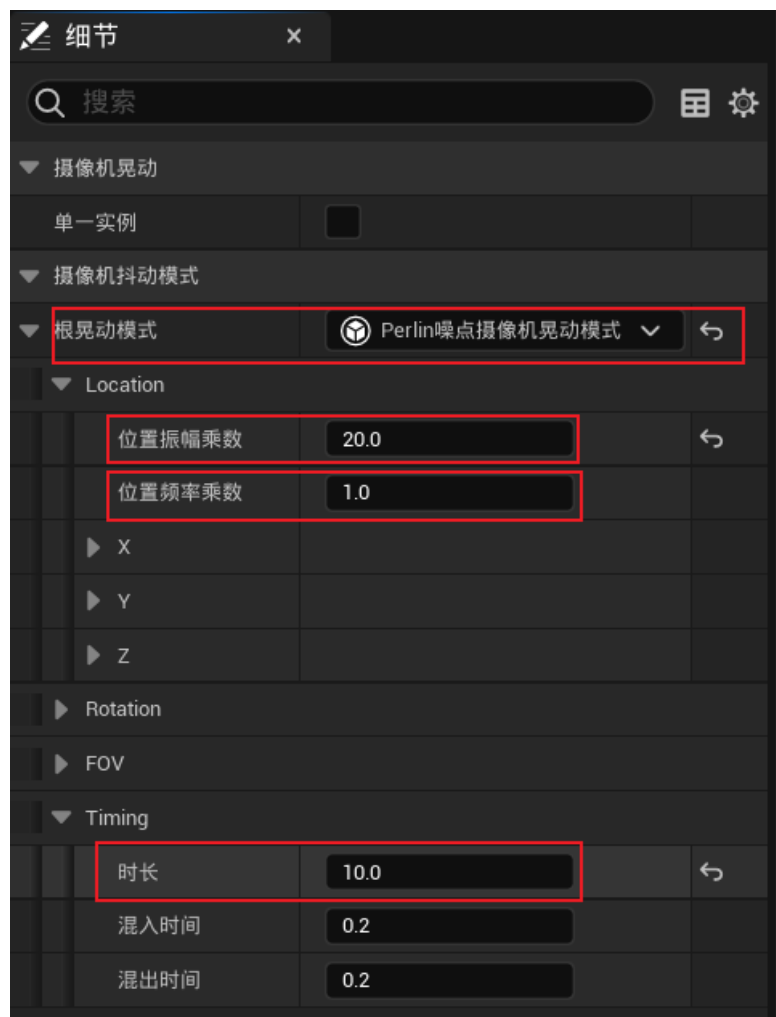 细节
搜索
摄像机晃动
单一实例
摄像机抖动模式
根晃动模式 Perlin噪点摄像机晃动模式
Location
位置振幅乘数 20.0
位置频率乘数 1.0
X
Y
Z
Rotation
FOV
Timing
时长 10.0
混入时间 0.2
混出时间 0.2